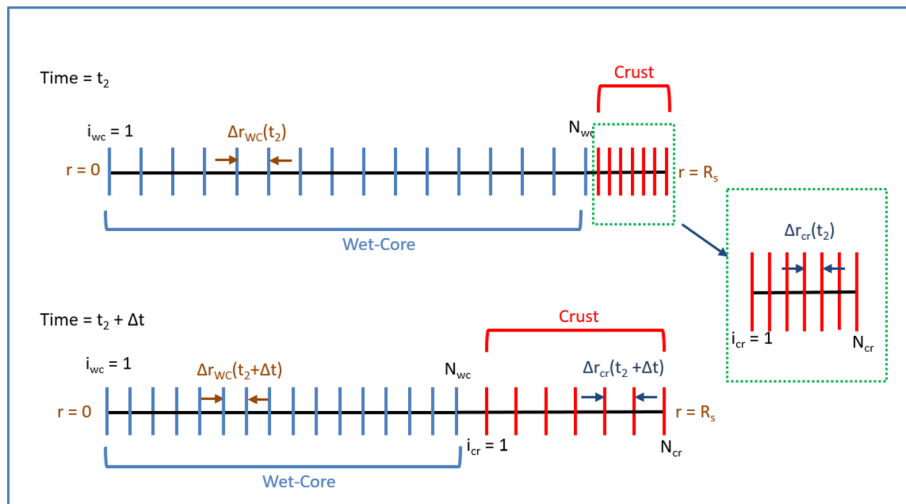 Crust
Time = t₂
i_wc = 1
Δr_WC(t₂)
N_wc
r = 0
r = R_s
Wet-Core
Δr_cr(t₂)
i_cr = 1
N_cr
Time = t₂ + Δt
Crust
i_wc = 1
Δr_WC(t₂+Δt)
N_wc
Δr_cr(t₂ +Δt)
r = 0
r = R_s
i_cr = 1
N_cr
Wet-Core